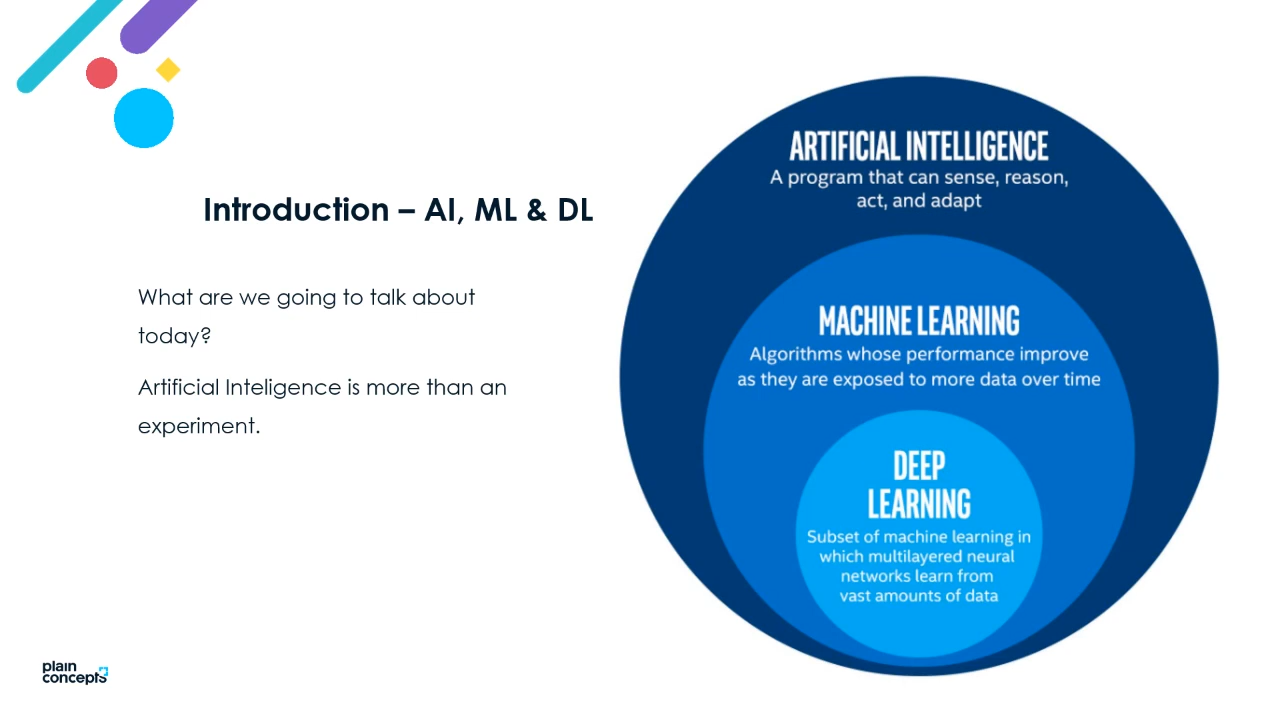 Introduction – AI, ML & DL
What are we going to talk about
today?
Artificial Inteligence is more than an
experiment.
ARTIFICIAL INTELLIGENCE
A program that can sense, reason,
act, and adapt
MACHINE LEARNING
Algorithms whose performance improve
as they are exposed to more data over time
DEEP
LEARNING
Subset of machine learning in
which multilayered neural
networks learn from
vast amounts of data
plain
concepts